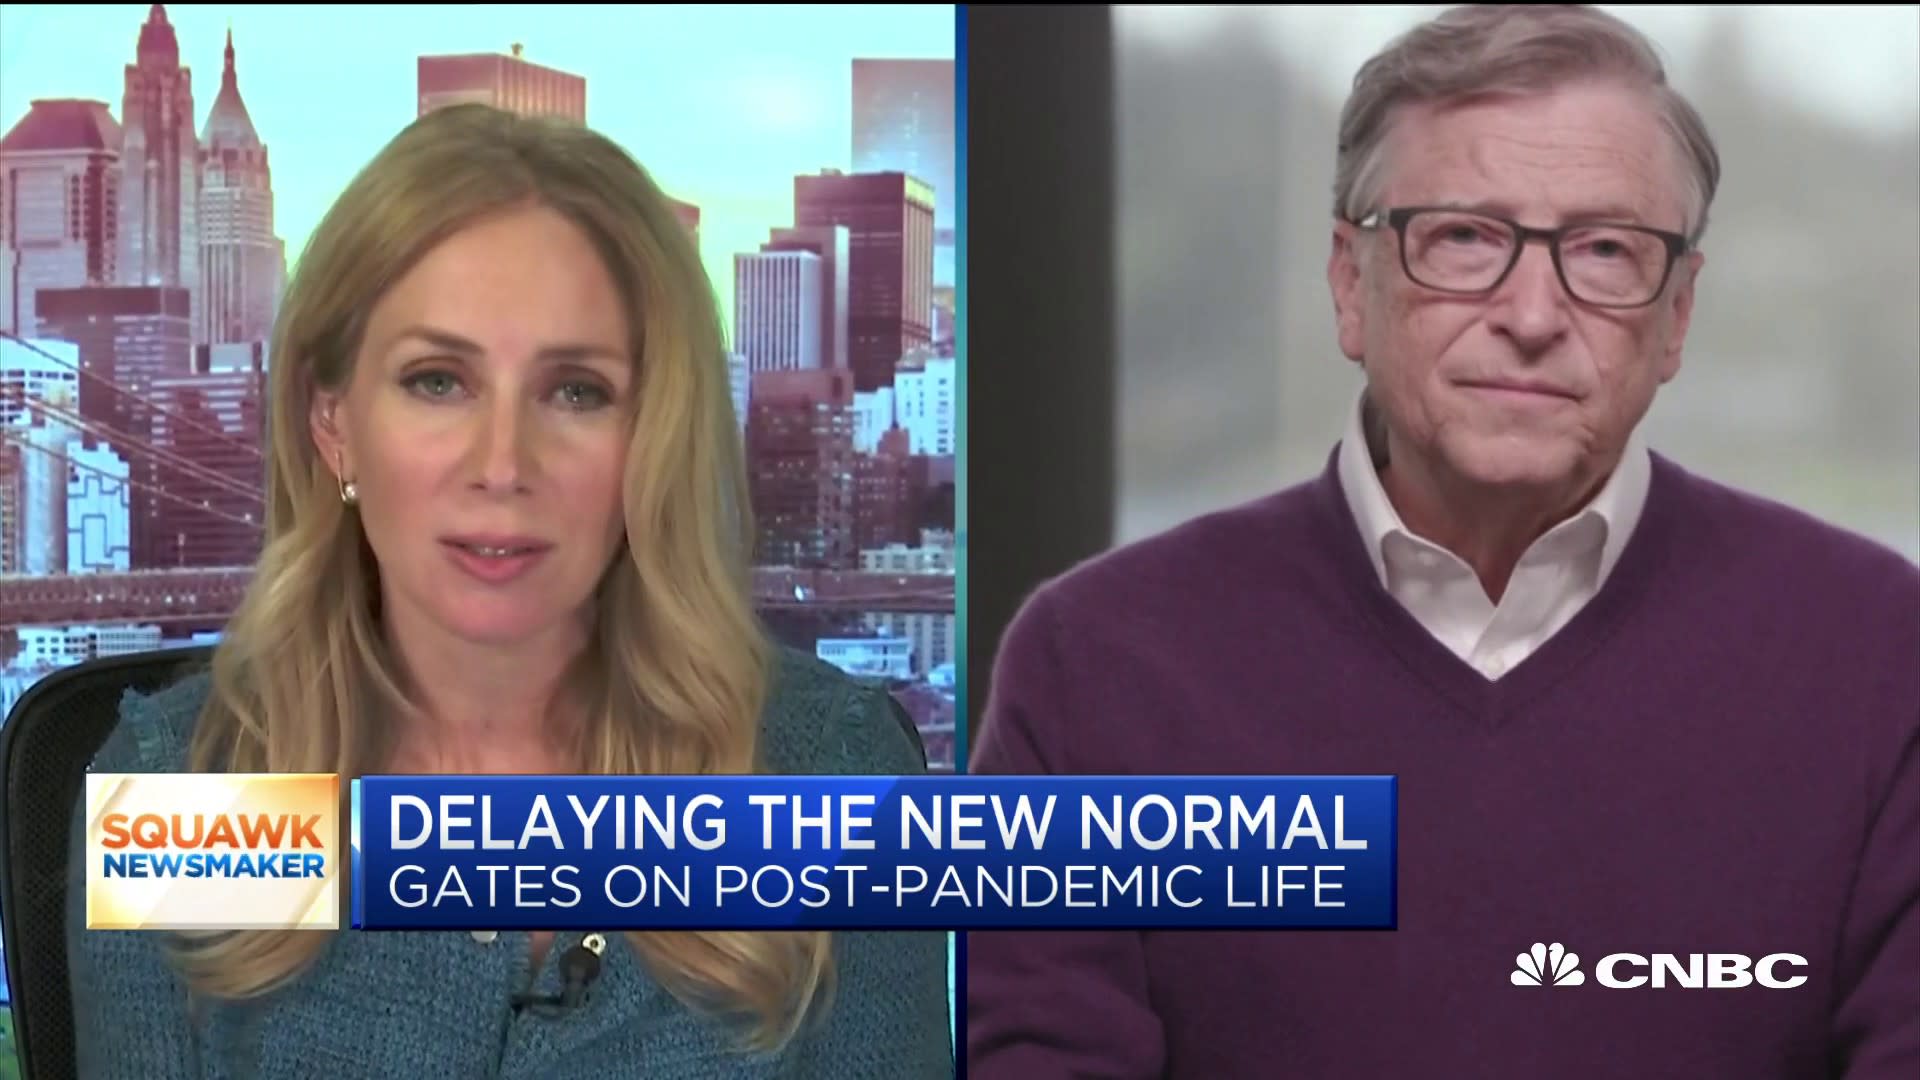 SQUAWK
NEWSMAKER
DELAYING THE NEW NORMAL
GATES ON POST-PANDEMIC LIFE
CNBC